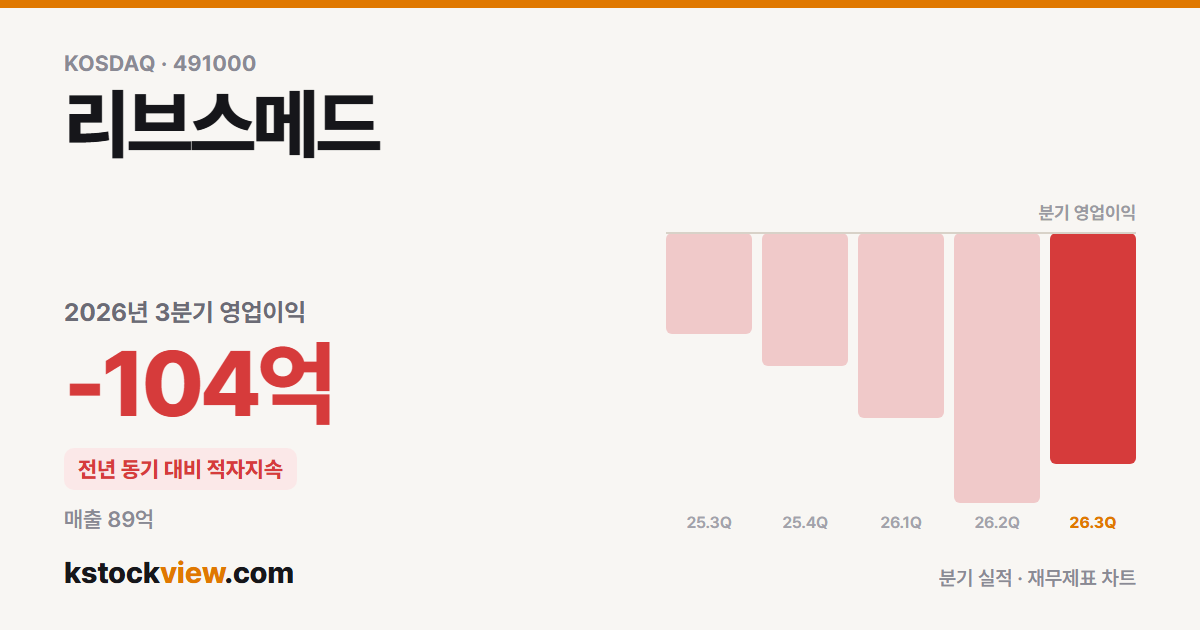 KOSDAQ · 491000
리브스메드
분기 영업이익
2026년 3분기 영업이익
-104억
전년 동기 대비 적자지속
매출 89억
25.3Q 25.4Q 26.1Q 26.2Q 26.3Q
kstockview.com
분기 실적 · 재무제표 차트